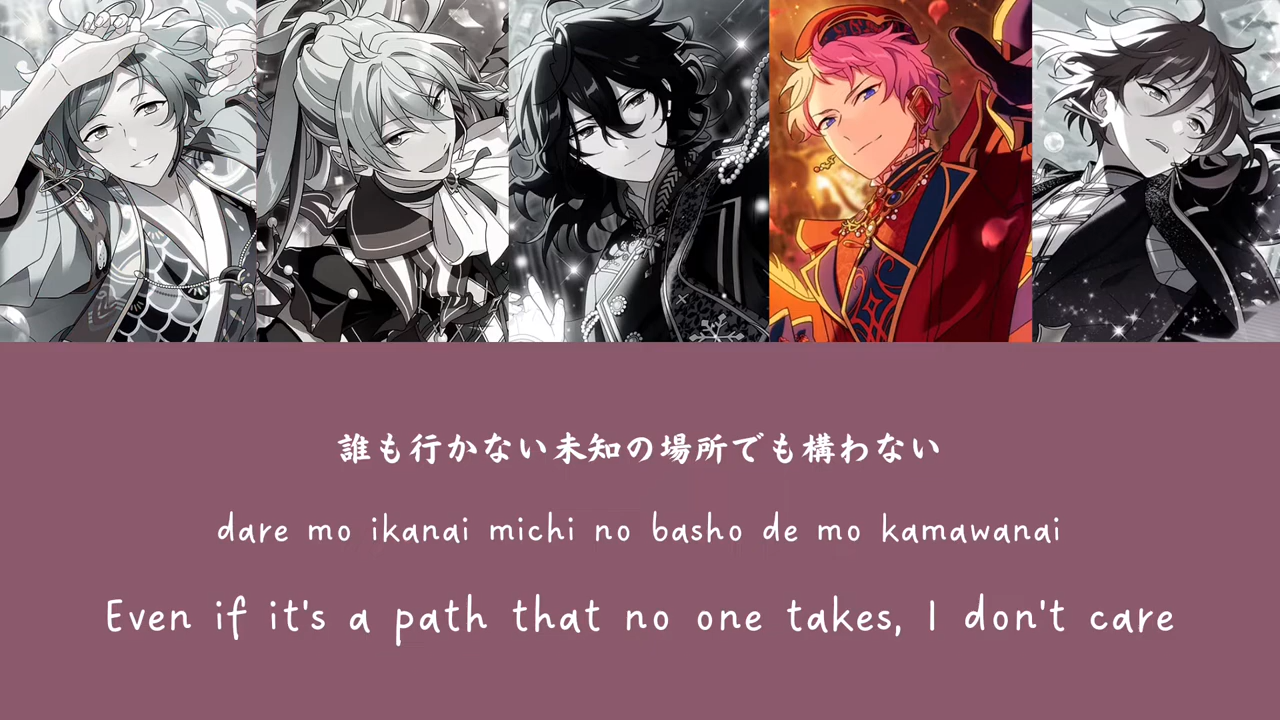 誰も行かない未知の場所でも構わない
dare mo ikanai michi no basho de mo kamawanai
Even if it's a path that no one takes, I don't care